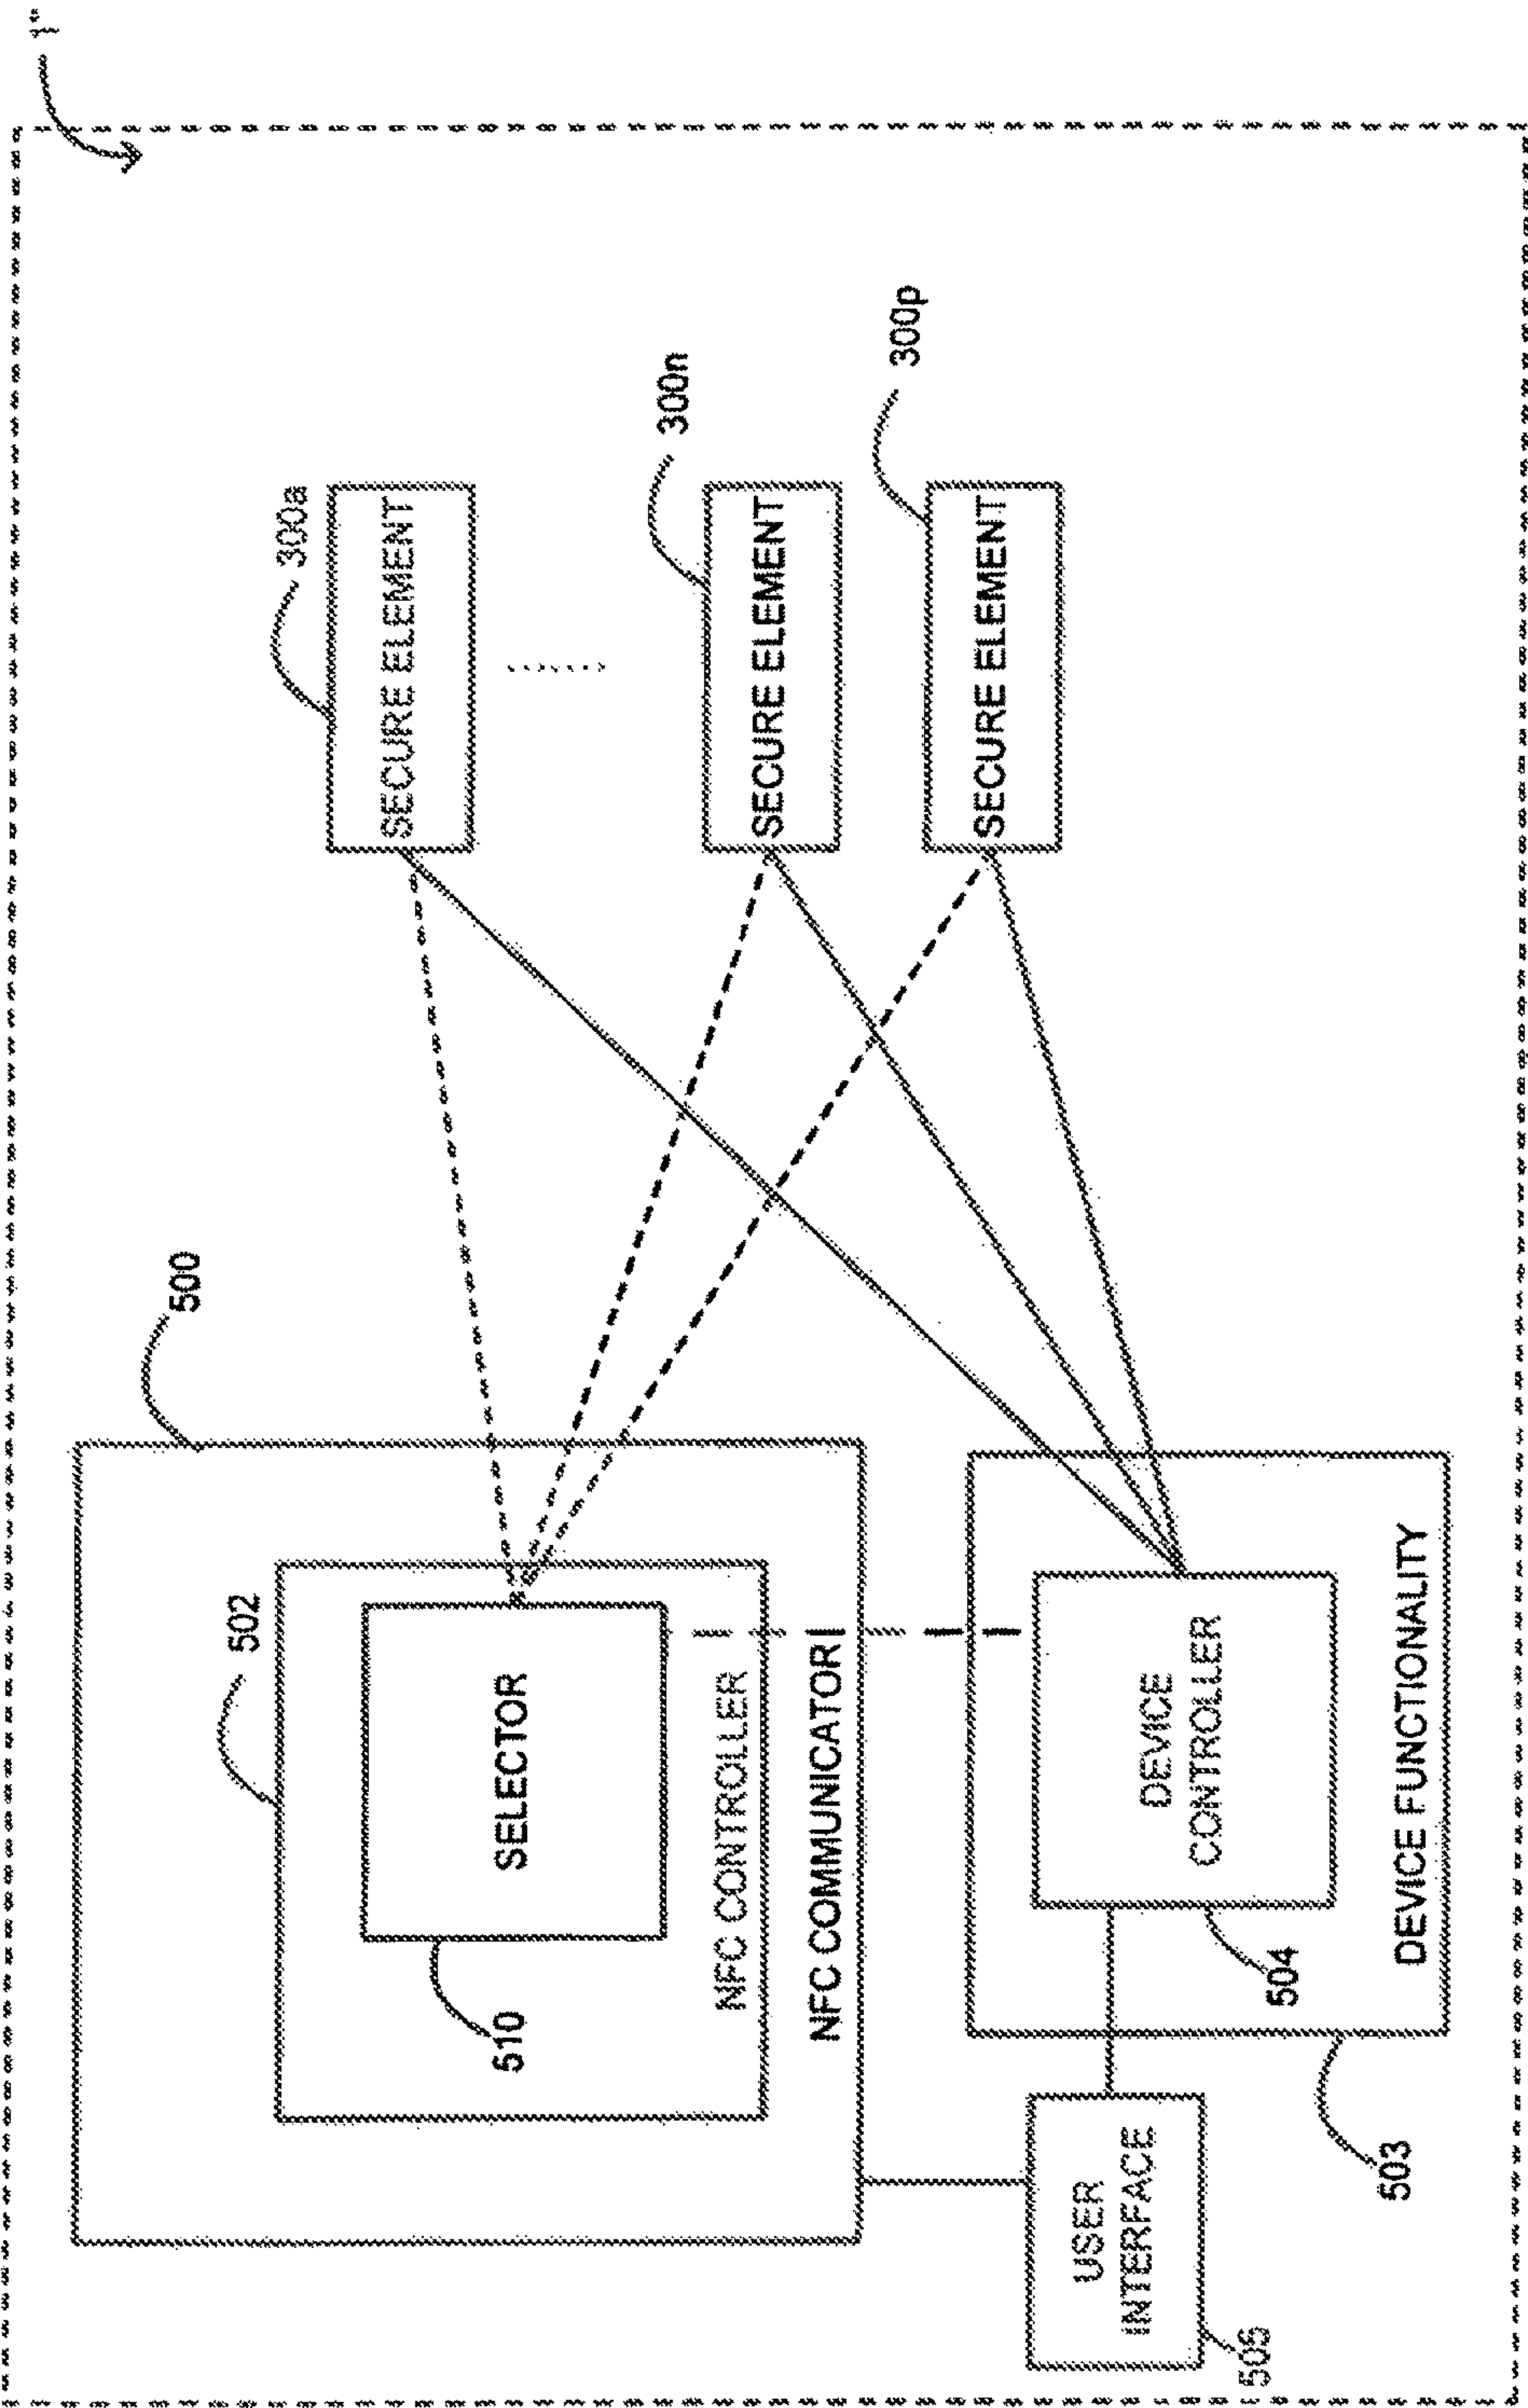 1"
500
502
300a
SECURE ELEMENT
SELECTOR
510
300n
NFC CONTROLLER
SECURE ELEMENT
NFC COMMUNICATOR
300p
SECURE ELEMENT
USER
INTERFACE
DEVICE
CONTROLLER
505
504
503
DEVICE FUNCTIONALITY